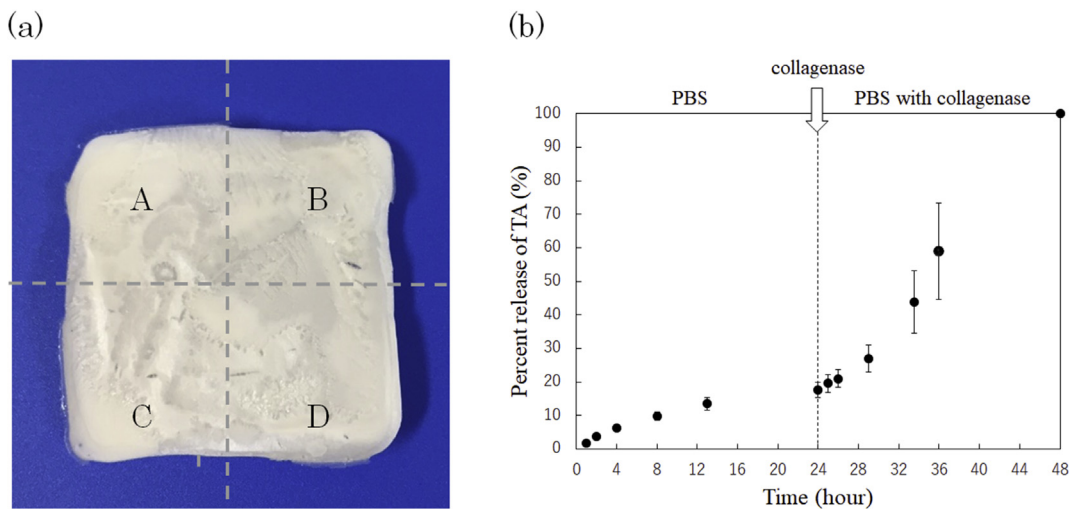 (a)
(b)
A
B
C
D
collagenase
PBS
PBS with collagenase
100
90
80
70
60
50
40
30
20
10
0
Percent release of TA (%)
0 4 8 12 16 20 24 28 32 36 40 44 48
Time (hour)